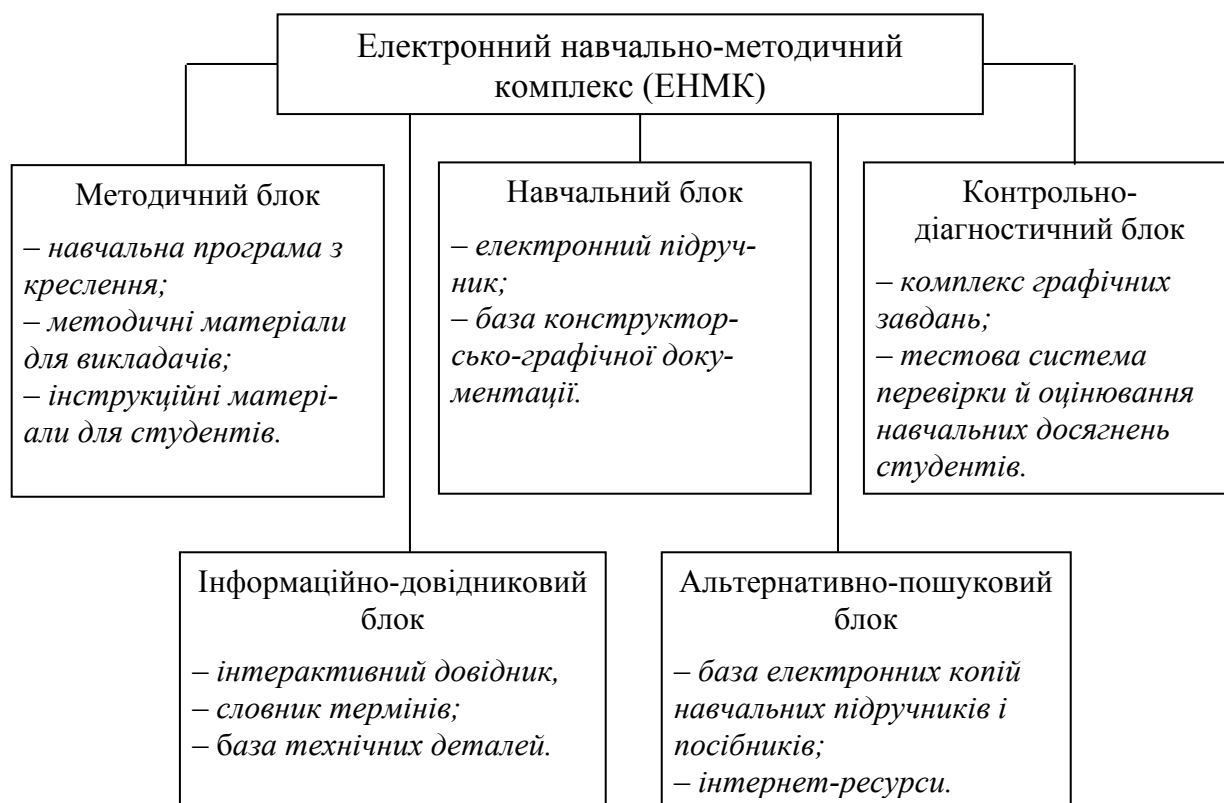 Електронний навчально-методичний
комплекс (ЕНМК)
Методичний блок
– навчальна програма з
креслення;
– методичні матеріали
для викладачів;
– інструкційні матері-
али для студентів.
Навчальний блок
– електронний підруч-
ник;
– база конструктор-
сько-графічної доку-
ментації.
Контрольно-
діагностичний блок
– комплекс графічних
завдань;
– тестова система
перевірки й оцінювання
навчальних досягнень
студентів.
Інформаційно-довідниковий
блок
– інтерактивний довідник,
– словник термінів;
– база технічних деталей.
Альтернативно-пошуковий
блок
– база електронних копій
навчальних підручників і
посібників;
– інтернет-ресурси.